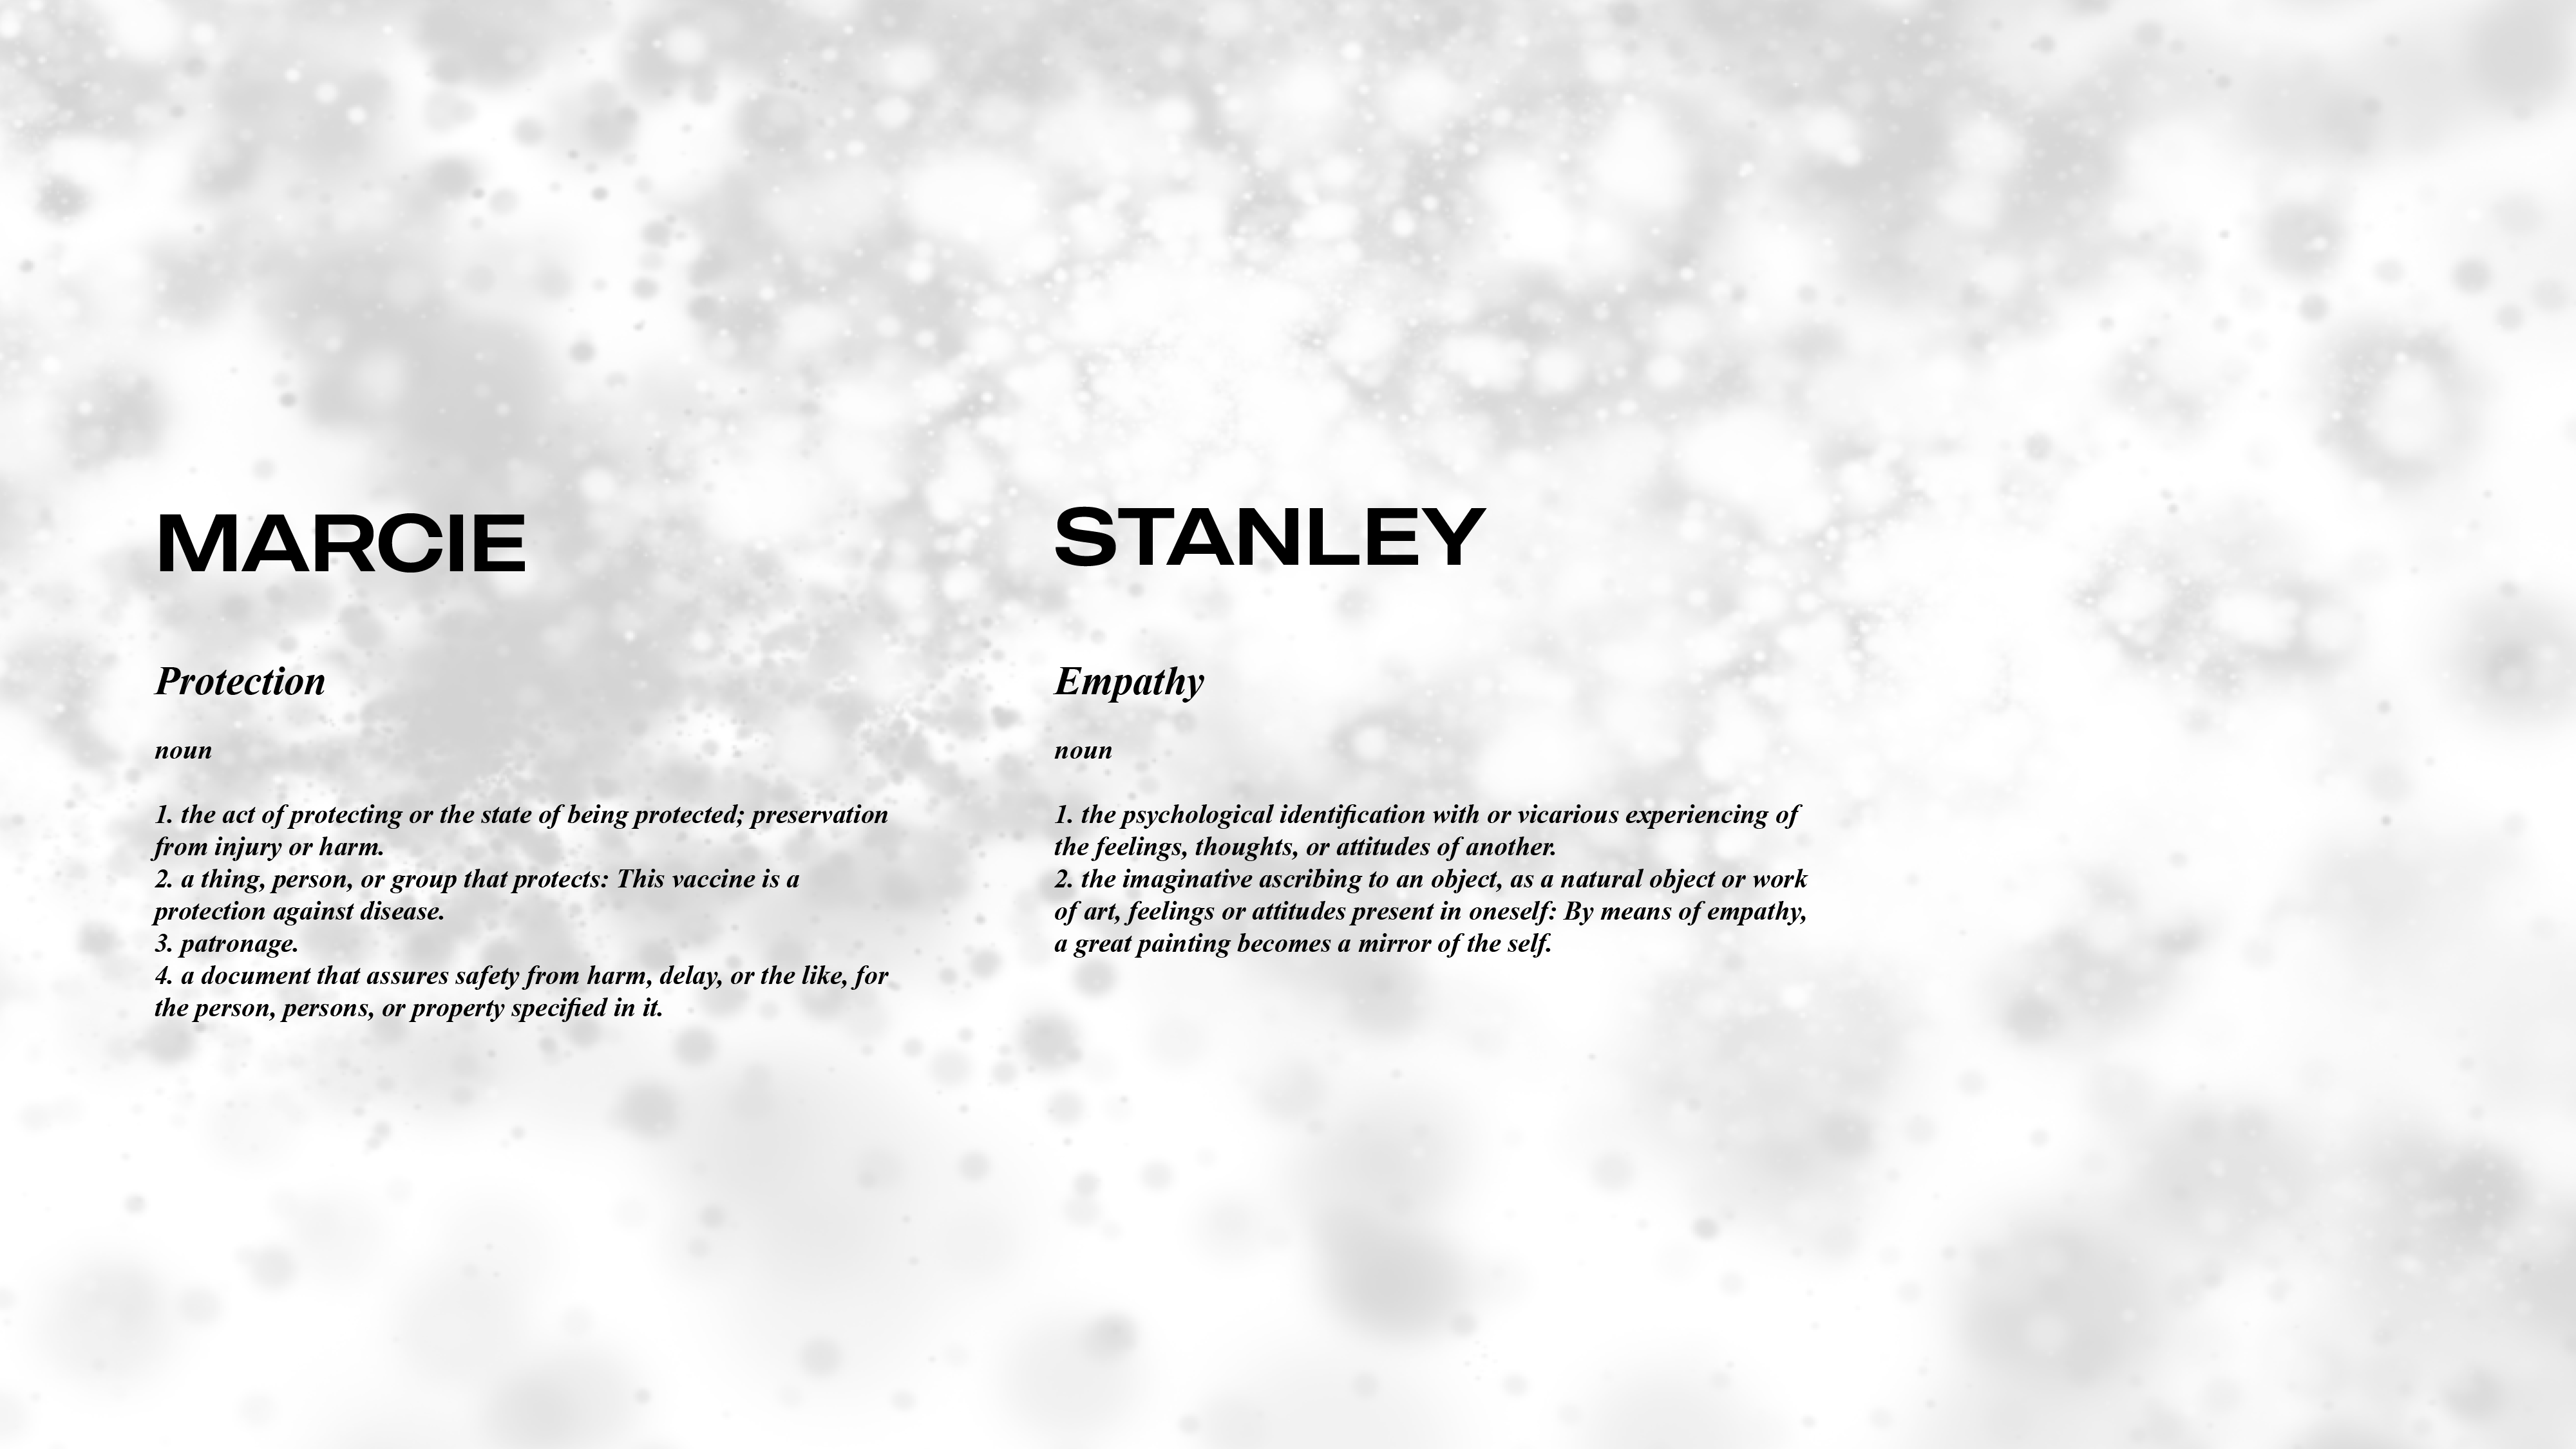 MARCIE
Protection
noun
1. the act of protecting or the state of being protected; preservation
from injury or harm.
2. a thing, person, or group that protects: This vaccine is a
protection against disease.
3. patronage.
4. a document that assures safety from harm, delay, or the like, for
the person, persons, or property specified in it.
STANLEY
Empathy
noun
1. the psychological identification with or vicarious experiencing of
the feelings, thoughts, or attitudes of another.
2. the imaginative ascribing to an object, as a natural object or work
of art, feelings or attitudes present in oneself: By means of empathy,
a great painting becomes a mirror of the self.